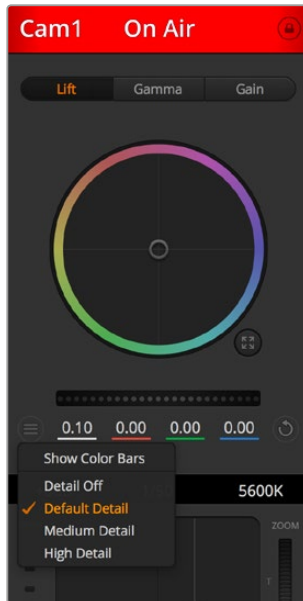 Cam1 On Air
Lift Gamma Gain
0.10 0.00 0.00 0.00
Show Color Bars
Detail Off
5600K
Default Detail
Medium Detail
ZOOM
High Detail
T